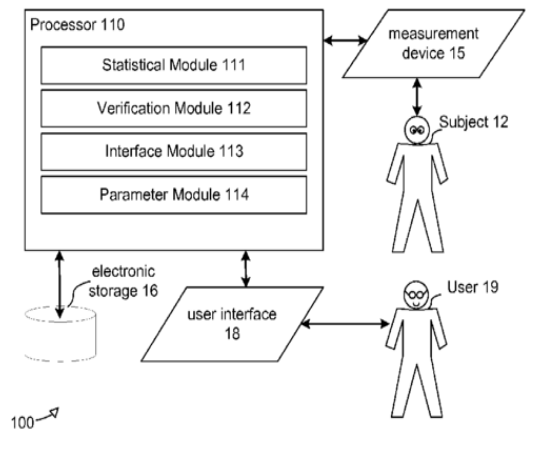 Processor 110
Statistical Module 111
Verification Module 112
Interface Module 113
Parameter Module 114
measurement
device 15
Subject 12
electronic
storage 16
user interface
18
User 19
100